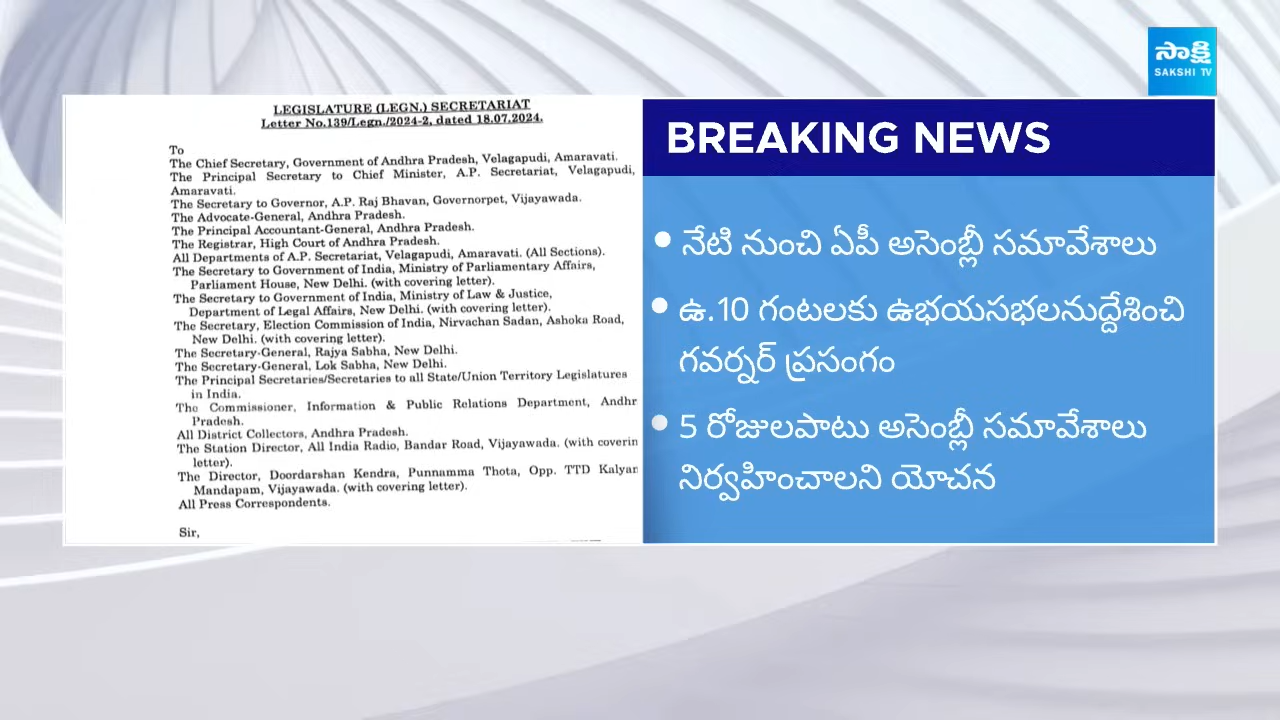 సాక్షి
SAKSHI TV
LEGISLATURE (LEGN.) SECRETARIAT
Letter No.139/Legn./2024-2, dated 18.07.2024.
To
The Chief Secretary, Government of Andhra Pradesh, Velagapudi, Amaravati.
The Principal Secretary to Chief Minister, A.P. Secretariat, Velagapudi,
Amaravati.
The Secretary to Governor, A.P. Raj Bhavan, Governorpet, Vijayawada.
The Advocate-General, Andhra Pradesh.
The Principal Accountant-General, Andhra Pradesh.
The Registrar, High Court of Andhra Pradesh.
All Departments of A.P. Secretariat, Velagapudi, Amaravati. (All Sections).
The Secretary to Government of India, Ministry of Parliamentary Affairs,
Parliament House, New Delhi. (with covering letter).
The Secretary to Government of India, Ministry of Law & Justice,
Department of Legal Affairs, New Delhi. (with covering letter).
The Secretary, Election Commission of India, Nirvachan Sadan, Ashoka Road,
New Delhi. (with covering letter).
The Secretary-General, Rajya Sabha, New Delhi.
The Secretary-General, Lok Sabha, New Delhi.
The Principal Secretaries/Secretaries to all State/Union Territory Legislatures
in India.
The Commissioner, Information & Public Relations Department, Andhr
Pradesh.
All District Collectors, Andhra Pradesh.
The Station Director, All India Radio, Bandar Road, Vijayawada. (with coverin
letter).
The Director, Doordarshan Kendra, Punnamma Thota, Opp. TTD Kalyan
Mandapam, Vijayawada. (with covering letter).
All Press Correspondents.
Sir,
BREAKING NEWS
• నేటి నుంచి ఏపీ అసెంబ్లీ సమావేశాలు
• ఉ.10 గంటలకు ఉభయసభలనుద్దేశించి
గవర్నర్ ప్రసంగం
• 5 రోజులపాటు అసెంబ్లీ సమావేశాలు
నిర్వహించాలని యోచన